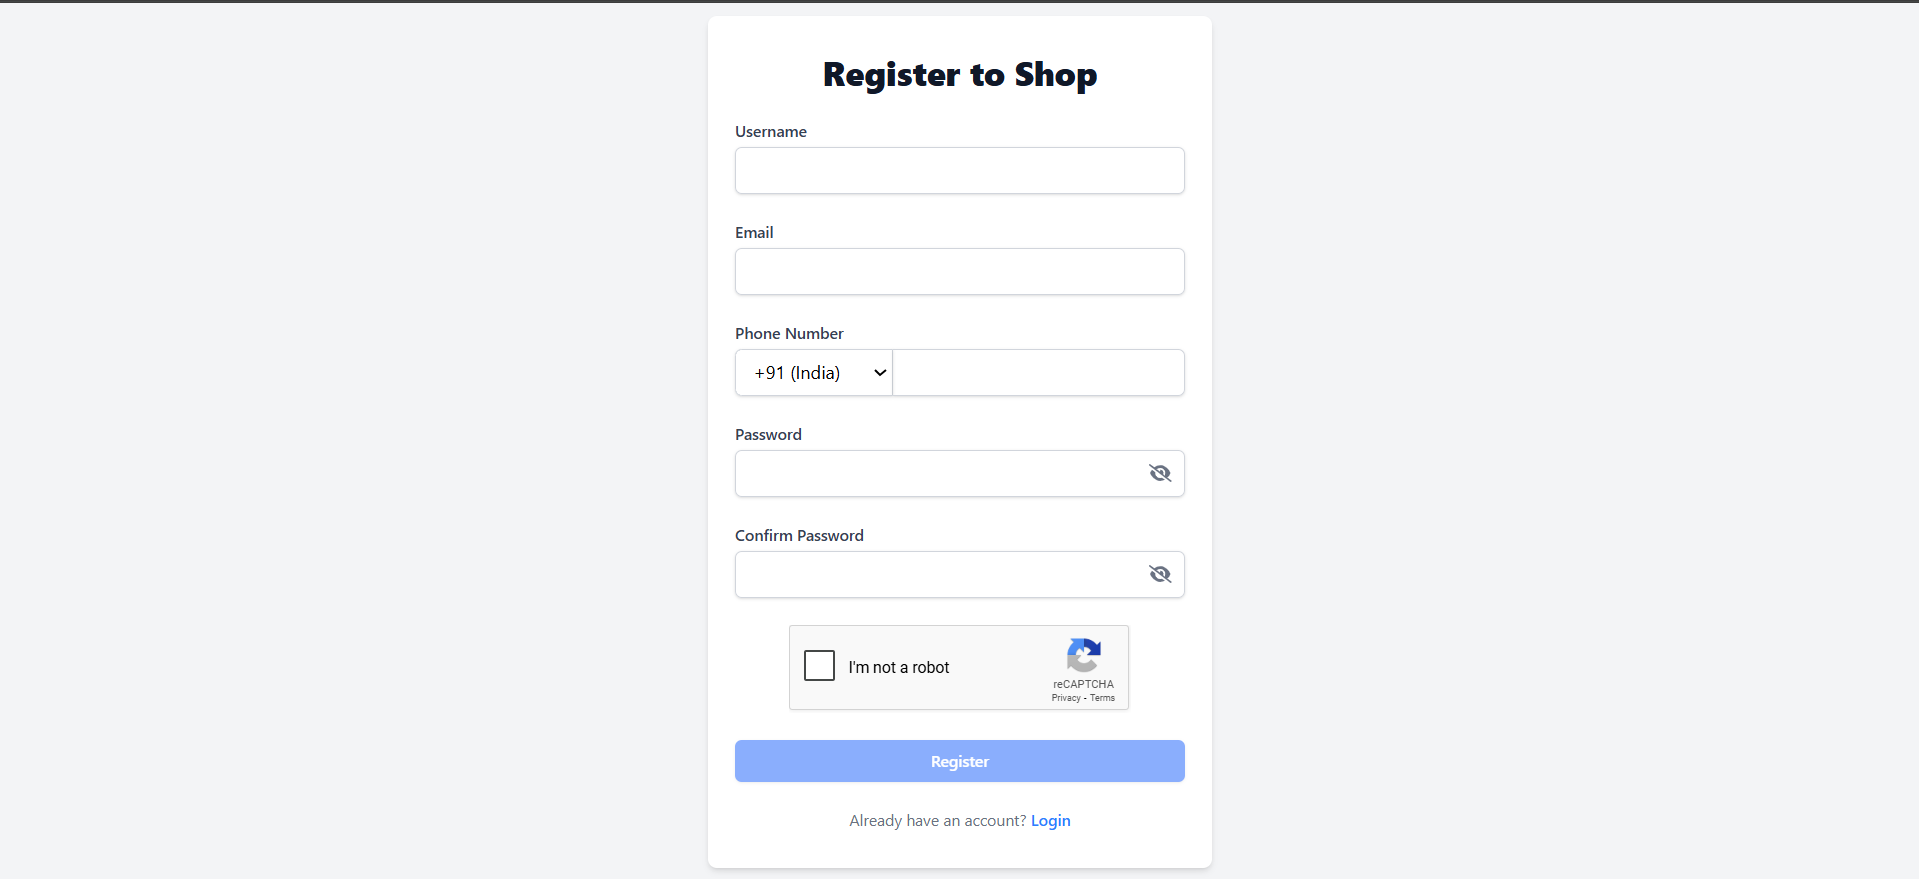 Register to Shop
Username
Email
Phone Number
+91 (India)
Password
Confirm Password
I'm not a robot
reCAPTCHA
Privacy - Terms
Register
Already have an account? Login